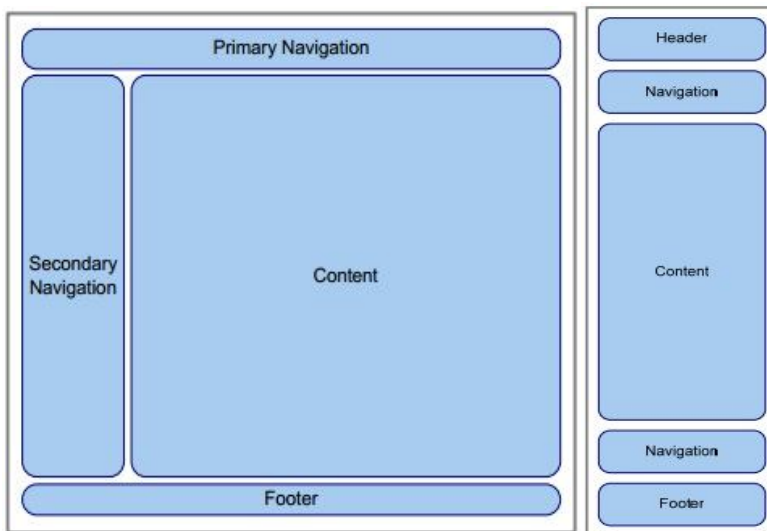 Primary Navigation
Secondary
Navigation
Content
Footer
Header
Navigation
Content
Navigation
Footer